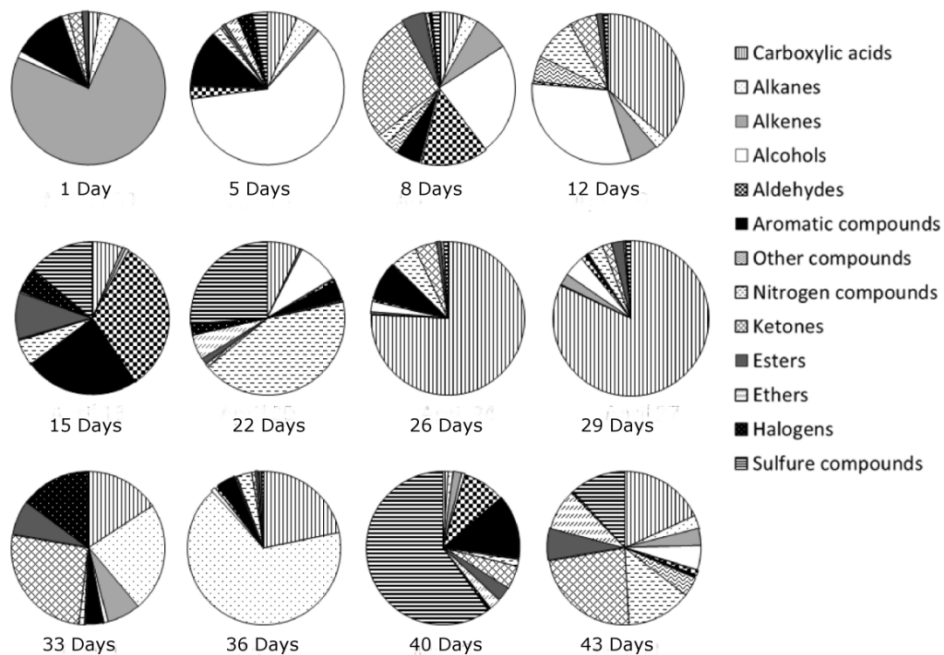 1 Day
5 Days
8 Days
12 Days
15 Days
22 Days
26 Days
29 Days
33 Days
36 Days
40 Days
43 Days
Carboxylic acids
Alkanes
Alkenes
Alcohols
Aldehydes
Aromatic compounds
Other compounds
Nitrogen compounds
Ketones
Esters
Ethers
Halogens
Sulfure compounds